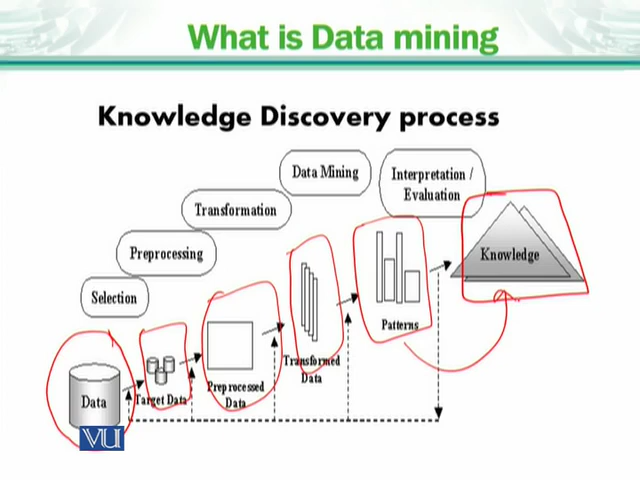 What is Data mining
Knowledge Discovery process
Data Mining
Interpretation /
Evaluation
Transformation
Preprocessing
Selection
Knowledge
Patterns
Transformed
Data
Preprocessed
Data
Target Data
Data
VU